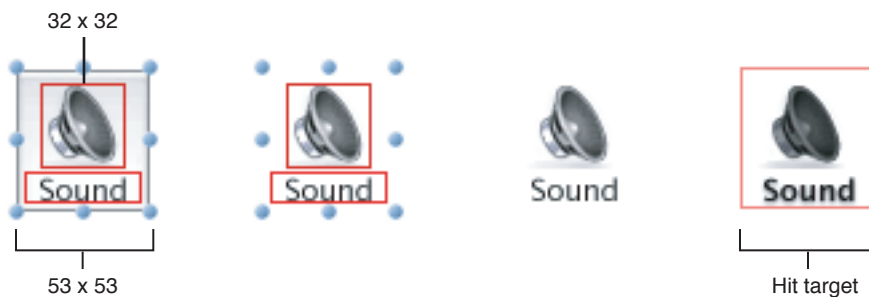 32 x 32
Sound
Sound
Sound
Sound
53 x 53
Hit target